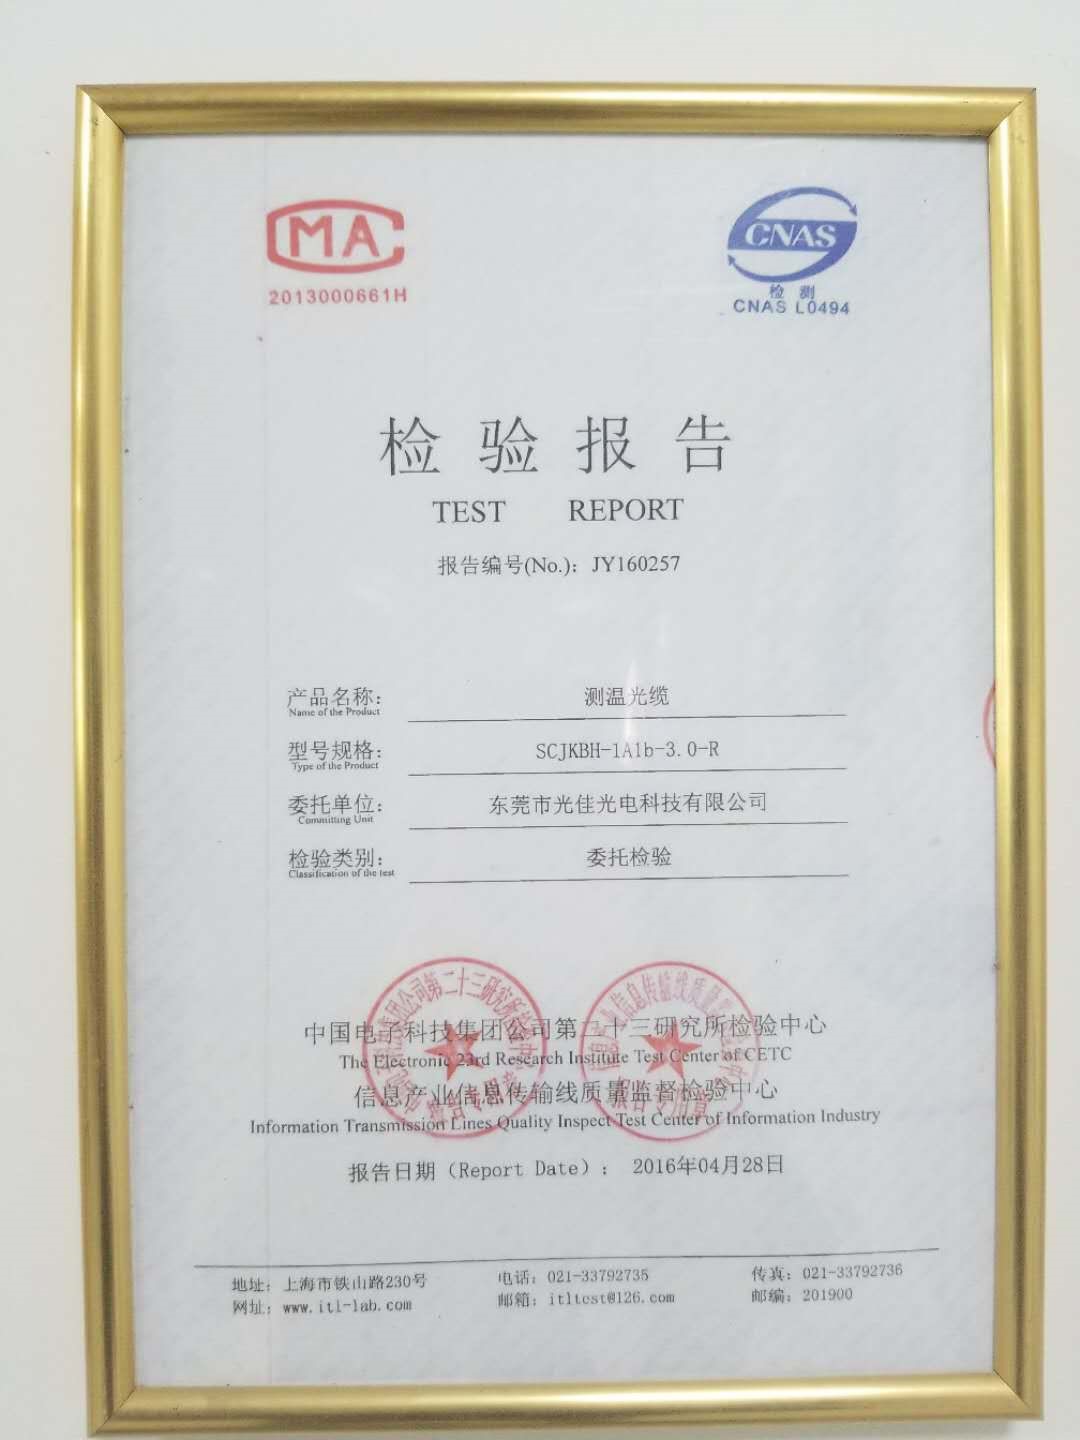 MA
2013000661H
CNAS
检 测
CNAS L0494
检验报告
TEST REPORT
报告编号(No.): JY160257
产品名称: 测温光缆
Name of the Product
型号规格: SCJKBH-1A1b-3.0-R
Type of the Product
委托单位: 东莞市光佳光电科技有限公司
Committing Unit
检验类别: 委托检验
Classification of the test
中国电子科技集团公司第二十三研究所检验中心
The Electronic 23rd Research Institute Test Center of CETC
信息产业信息传输线质量监督检验中心
Information Transmission Lines Quality Inspect Test Center of Information Industry
报告日期（Report Date）: 2016年04月28日
地址: 上海市铁山路230号 电话: 021-33792735 传真: 021-33792736
网址: www.itl-lab.com 邮箱: itltest@126.com 邮编: 201900